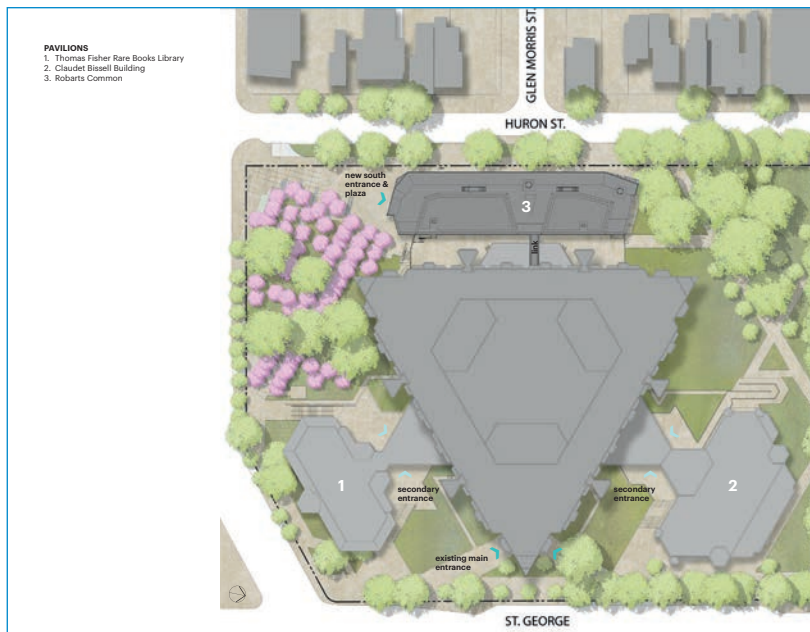 PAVILIONS
1. Thomas Fisher Rare Books Library
2. Claudet Bissell Building
3. Robarts Common
GLEN MORRIS ST.
HURON ST.
new south
entrance &
plaza
3
link
1
2
secondary
entrance
secondary
entrance
existing main
entrance
ST. GEORGE